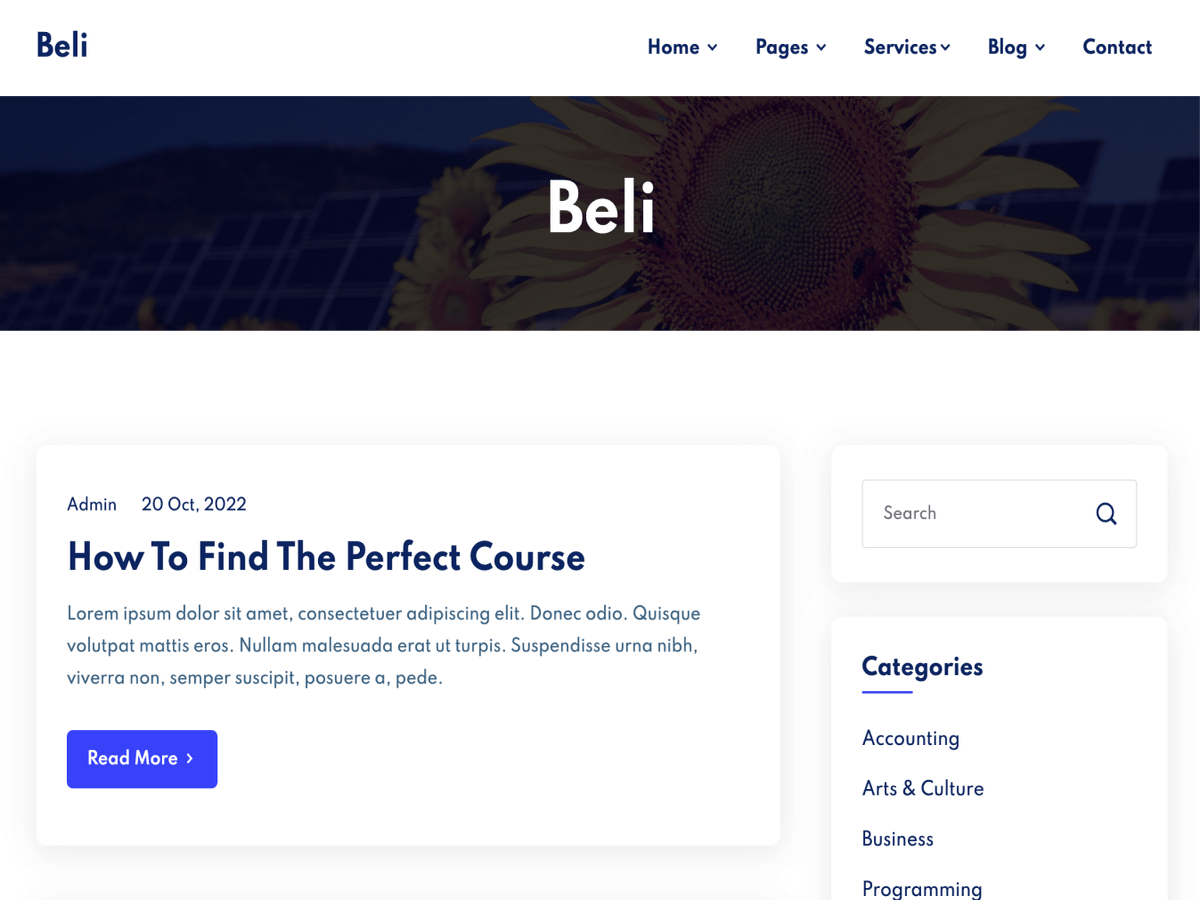 Beli
Home
Pages
Services
Blog
Contact
Beli
Admin 20 Oct, 2022
How To Find The Perfect Course
Lorem ipsum dolor sit amet, consectetuer adipiscing elit. Donec odio. Quisque
volutpat mattis eros. Nullam malesuada erat ut turpis. Suspendisse urna nibh,
viverra non, semper suscipit, posuere a, pede.
Read More
Search
Categories
Accounting
Arts & Culture
Business
Programming